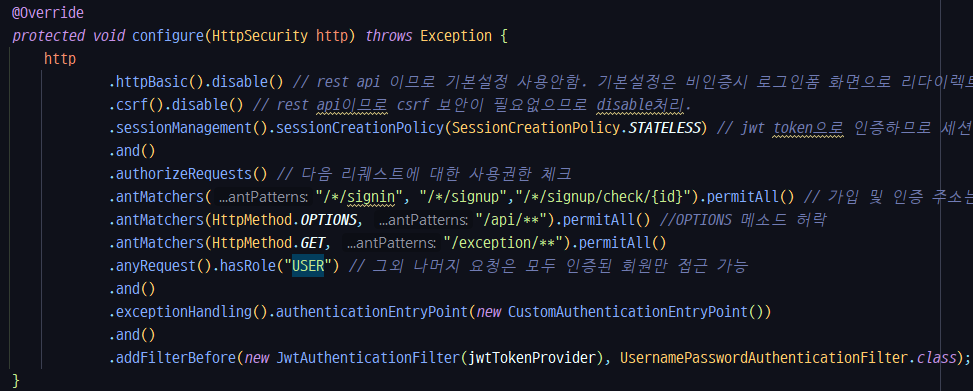 @Override
protected void configure(HttpSecurity http) throws Exception {
http
.httpBasic().disable() // rest api 이므로 기본설정 사용안함. 기본설정은 비인증시 로그인폼 화면으로 리다이렉트
.csrf().disable() // rest api이므로 csrf 보안이 필요없으므로 disable처리.
.sessionManagement().sessionCreationPolicy(SessionCreationPolicy.STATELESS) // jwt token으로 인증하므로 세션
.and()
.authorizeRequests() // 다음 리퀘스트에 대한 사용권한 체크
.antMatchers( …antPatterns: "/*/signin", "/*/signup","/*/signup/check/{id}").permitAll() // 가입 및 인증 주소는
.antMatchers(HttpMethod.OPTIONS, …antPatterns: "/api/**").permitAll() //OPTIONS 메소드 허락
.antMatchers(HttpMethod.GET, …antPatterns: "/exception/**").permitAll()
.anyRequest().hasRole("USER") // 그외 나머지 요청은 모두 인증된 회원만 접근 가능
.and()
.exceptionHandling().authenticationEntryPoint(new CustomAuthenticationEntryPoint())
.and()
.addFilterBefore(new JwtAuthenticationFilter(jwtTokenProvider), UsernamePasswordAuthenticationFilter.class);
}